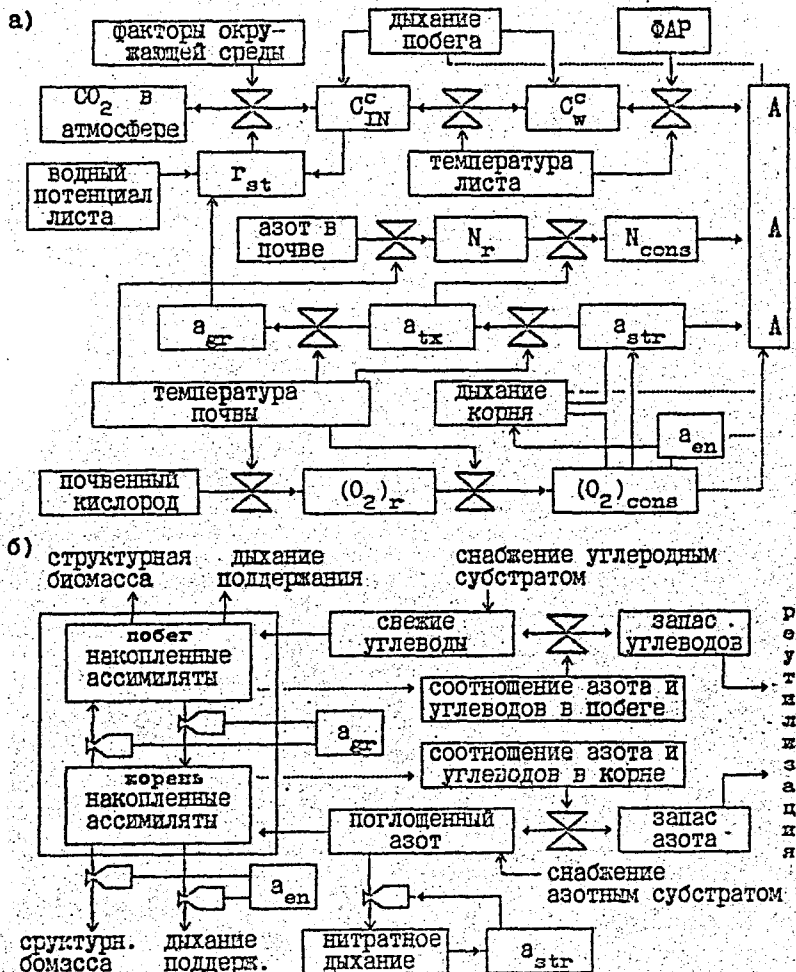 а)
факторы окру-
жающей среды
дыхание
побега
ФАР
CO2 в
атмосфере
C^c_IN
C^c_w
A
водный
потенциал
листа
r_st
температура
листа
азот в
почве
N_r
N_cons
A
a_gr
a_tx
a_str
A
температура
почвы
дыхание
корня
a_en
почвенный
кислород
(O2)_r
(O2)_cons
б)
структурная
биомасса
дыхание
поддержания
снабжение углеродным
субстратом
побег
накопленные
ассимиляты
свежие
углеводы
запас
углеводов
реутилизация
соотношение азота и
углеводов в побеге
a_gr
соотношение азота и
углеводов в корне
корень
накопленные
ассимиляты
поглощенный
азот
запас
азота
a_en
снабжение
азотным субстратом
сруктурн.
бомасса
дыхание
поддерж.
нитратное
дыхание
a_str